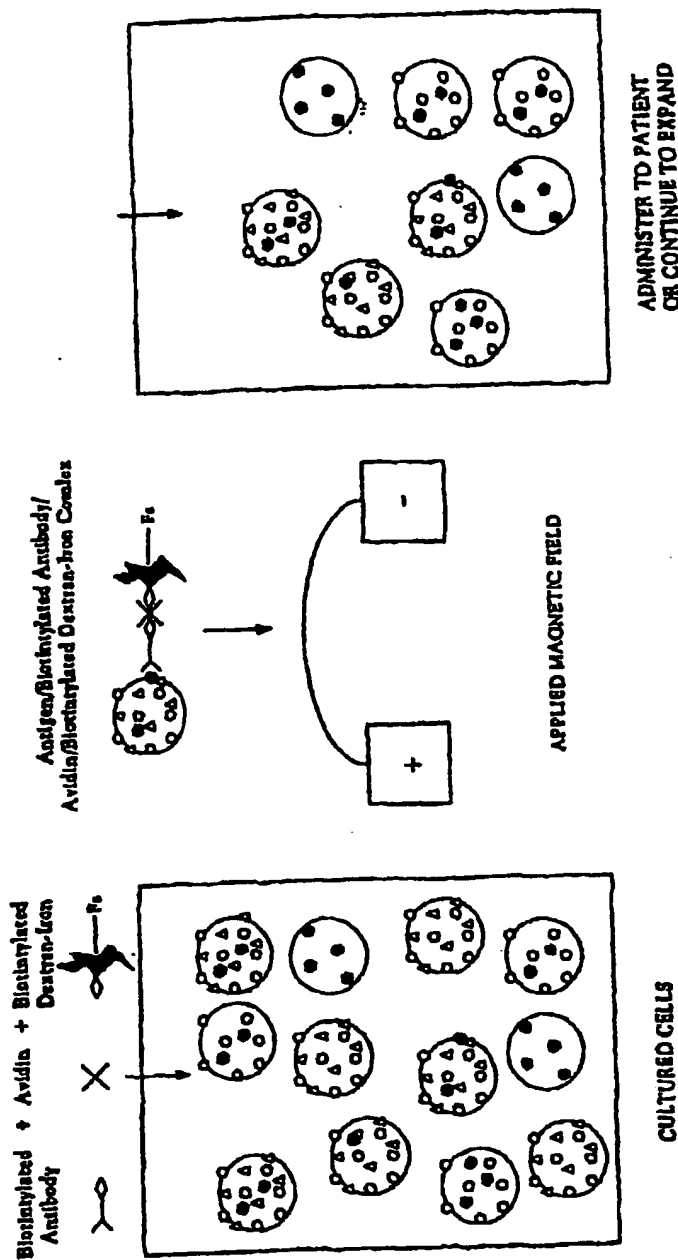 Biotinylated + Avidin + Biotinylated
Antibody
Dextran-Iron
Fe
CULTURED CELLS
Antigen/Biotinylated Antibody/
Avidin/Biotinylated Dextran-Iron Comlex
Fe
+
-
APPLIED MAGNETIC FIELD
ADMINISTER TO PATIENT
OR CONTINUE TO EXPAND